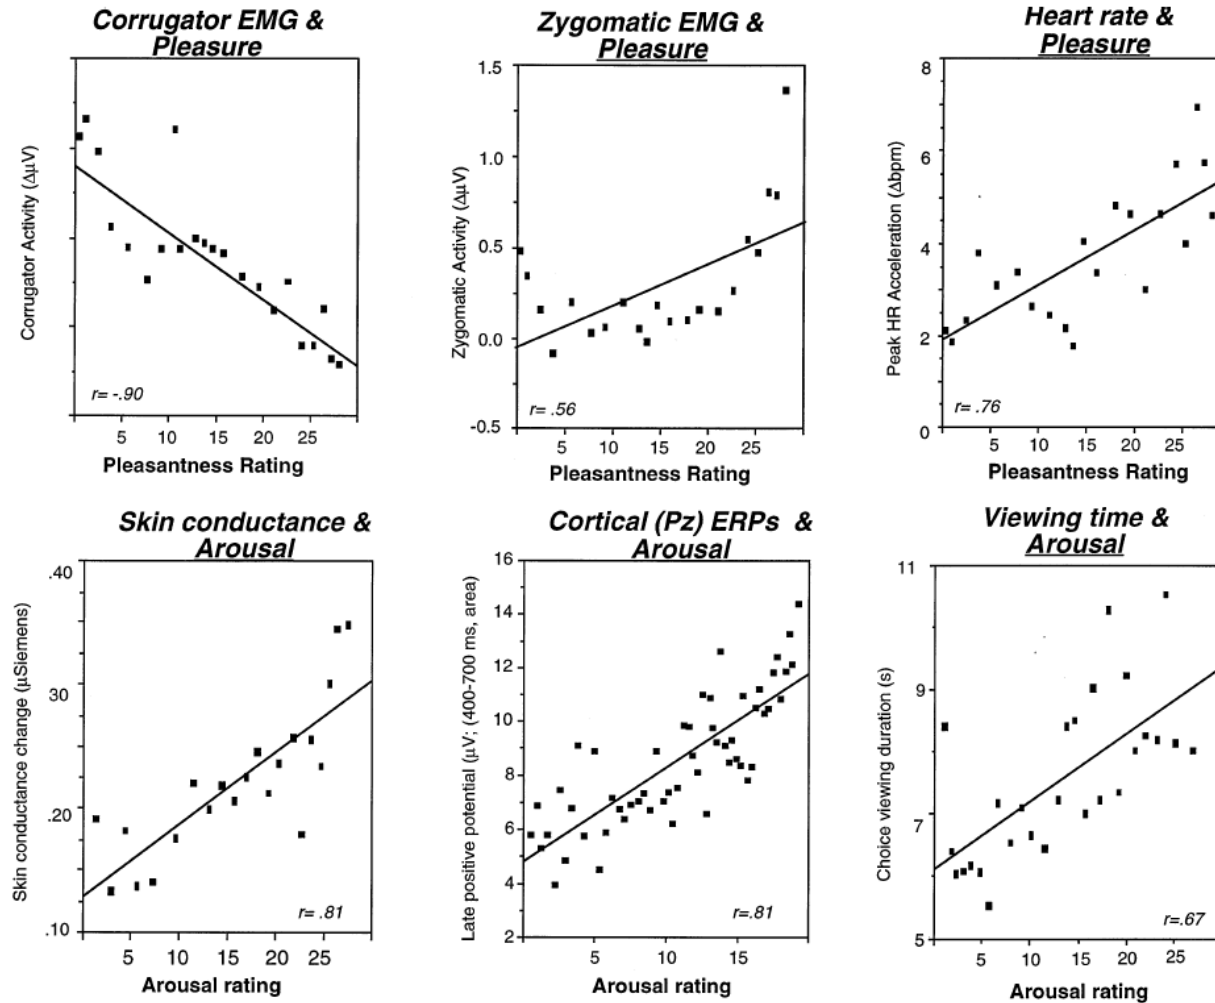 Corrugator EMG &
Pleasure
Corrugator Activity (ΔµV)
r= -.90
5 10 15 20 25
Pleasantness Rating
Zygomatic EMG &
Pleasure
1.5
1.0
0.5
0.0
-0.5
Zygomatic Activity (ΔµV)
r= .56
5 10 15 20 25
Pleasantness Rating
Heart rate &
Pleasure
8
6
4
2
0
Peak HR Acceleration (Δbpm)
r= .76
5 10 15 20 25
Pleasantness Rating
Skin conductance &
Arousal
.40
.30
.20
.10
Skin conductance change (µSiemens)
r= .81
5 10 15 20 25
Arousal rating
Cortical (Pz) ERPs &
Arousal
16
14
12
10
8
6
4
2
Late positive potential (µV; (400-700 ms, area)
r=.81
5 10 15
Arousal rating
Viewing time &
Arousal
11
9
7
5
Choice viewing duration (s)
r=.67
5 10 15 20 25
Arousal rating